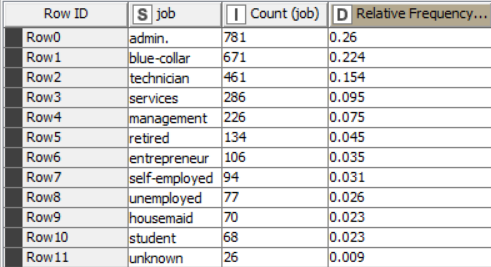 Row ID S job I Count (job) D Relative Frequency...
Row0 admin. 781 0.26
Row1 blue-collar 671 0.224
Row2 technician 461 0.154
Row3 services 286 0.095
Row4 management 226 0.075
Row5 retired 134 0.045
Row6 entrepreneur 106 0.035
Row7 self-employed 94 0.031
Row8 unemployed 77 0.026
Row9 housemaid 70 0.023
Row10 student 68 0.023
Row11 unknown 26 0.009